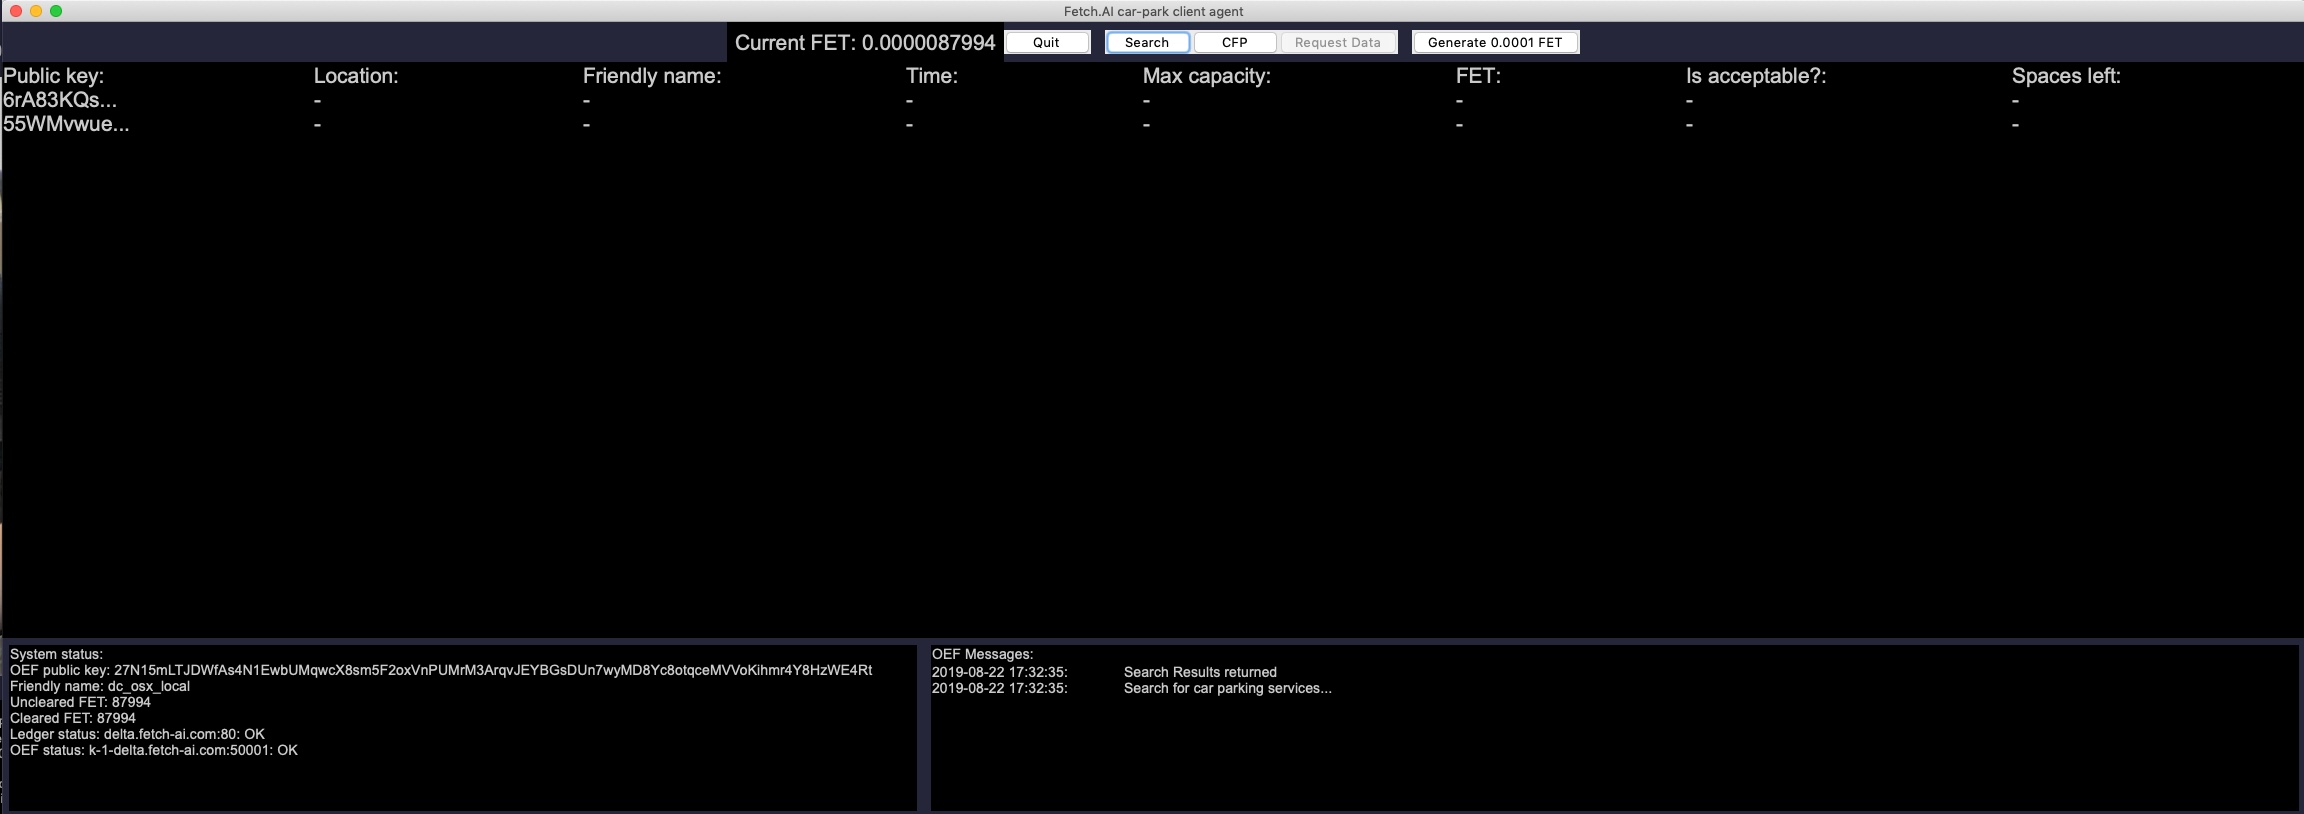 Fetch.AI car-park client agent
Current FET: 0.0000087994 Quit Search CFP Request Data Generate 0.0001 FET
Public key: Location: Friendly name: Time: Max capacity: FET: Is acceptable?: Spaces left:
6rA83KQs... - - - - - - -
55WMvwue... - - - - - - -
System status:
OEF public key: 27N15mLTJDWfAs4N1EwbUMqwcX8sm5F2oxVnPUMrM3ArqvJEYBGsDUn7wyMD8Yc8otqceMVVoKihmr4Y8HzWE4Rt
Friendly name: dc_osx_local
Uncleared FET: 87994
Cleared FET: 87994
Ledger status: delta.fetch-ai.com:80: OK
OEF status: k-1-delta.fetch-ai.com:50001: OK
OEF Messages:
2019-08-22 17:32:35: Search Results returned
2019-08-22 17:32:35: Search for car parking services...